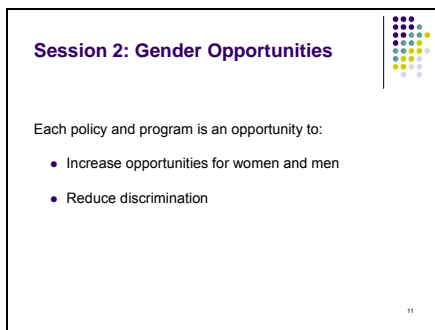 Session 2: Gender Opportunities
Each policy and program is an opportunity to:
● Increase opportunities for women and men
● Reduce discrimination
11